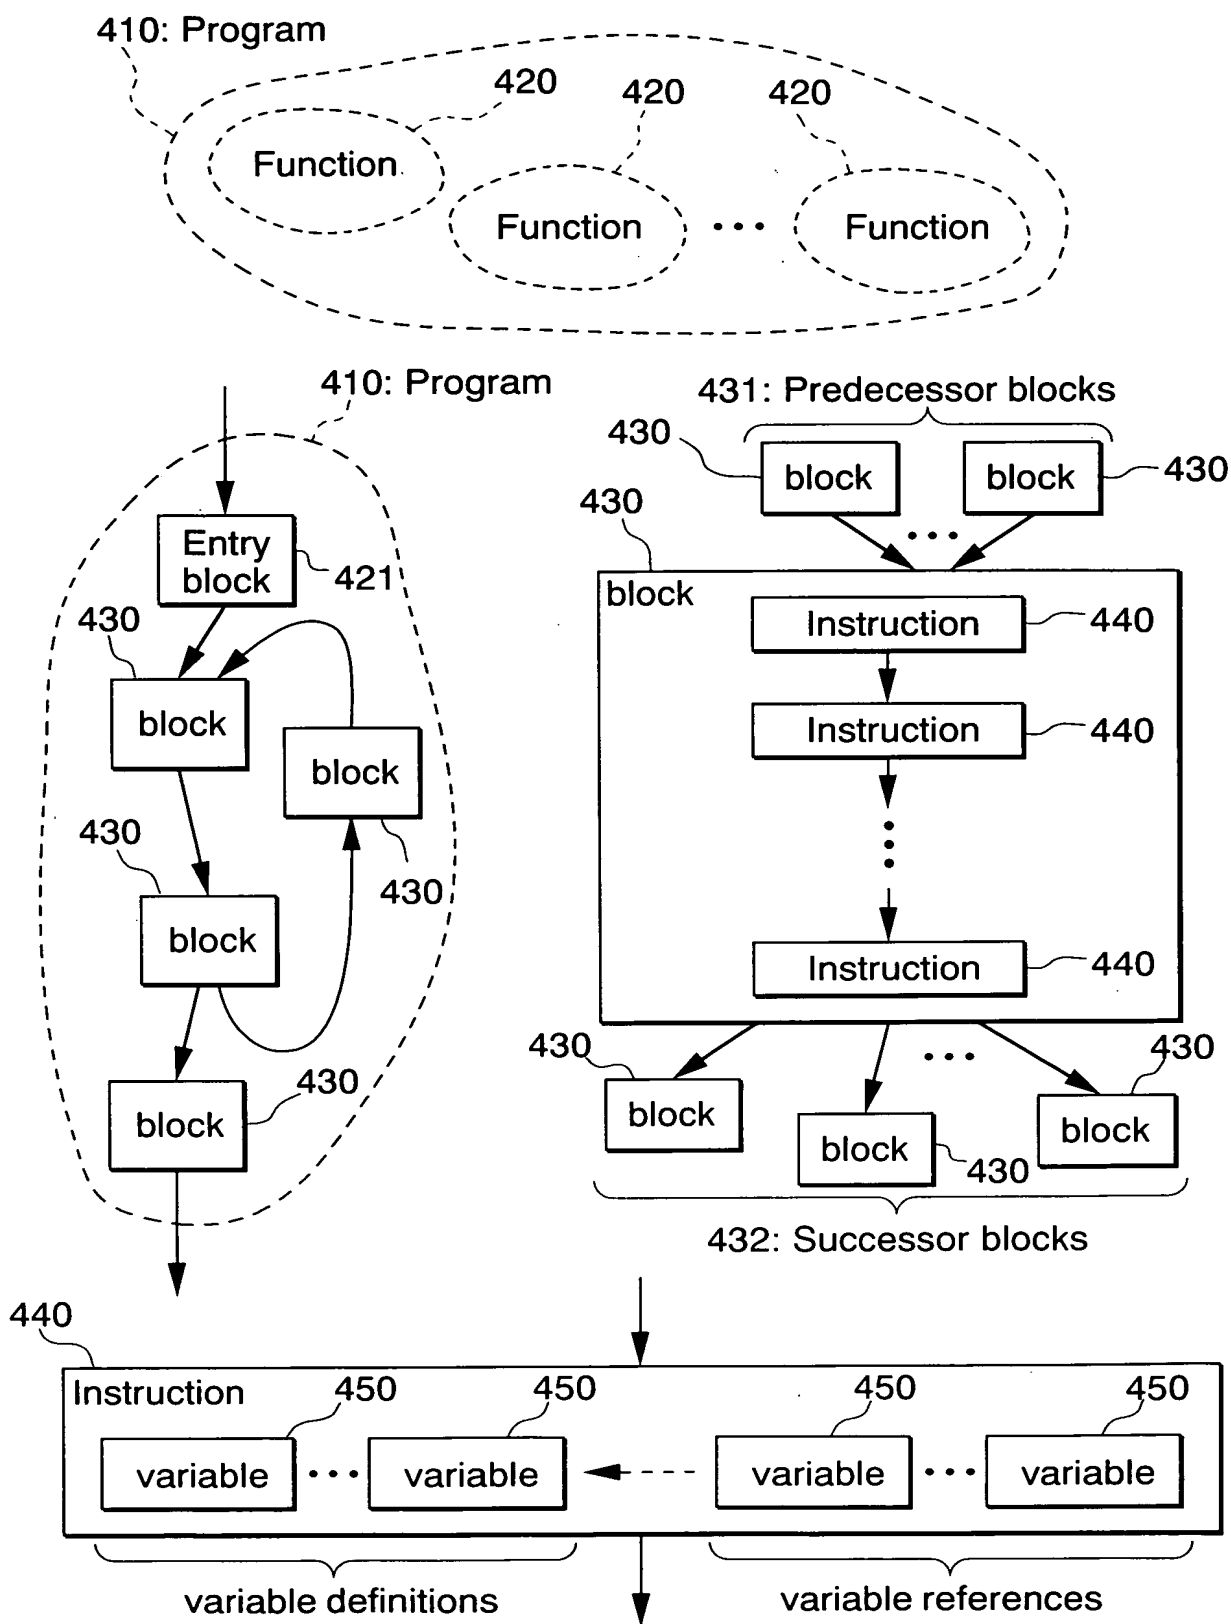 410: Program
420
420
420
Function
Function
...
Function
410: Program
Entry
block
421
430
block
block
430
430
block
block
430
431: Predecessor blocks
430
block
block
430
...
430
block
Instruction
440
Instruction
440
Instruction
440
430
...
430
block
block
430
block
432: Successor blocks
440
Instruction
450
450
450
450
variable
...
variable
variable
...
variable
variable definitions
variable references